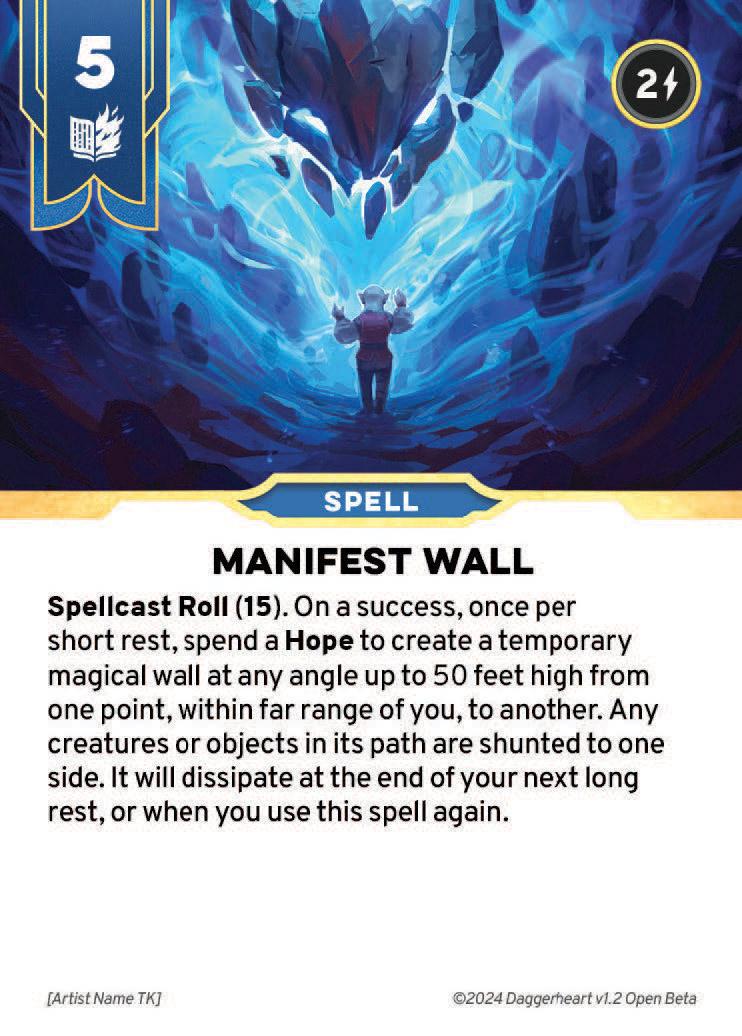 5
2
SPELL
MANIFEST WALL
Spellcast Roll (15). On a success, once per
short rest, spend a Hope to create a temporary
magical wall at any angle up to 50 feet high from
one point, within far range of you, to another. Any
creatures or objects in its path are shunted to one
side. It will dissipate at the end of your next long
rest, or when you use this spell again.
[Artist Name TK]
©2024 Daggerheart v1.2 Open Beta